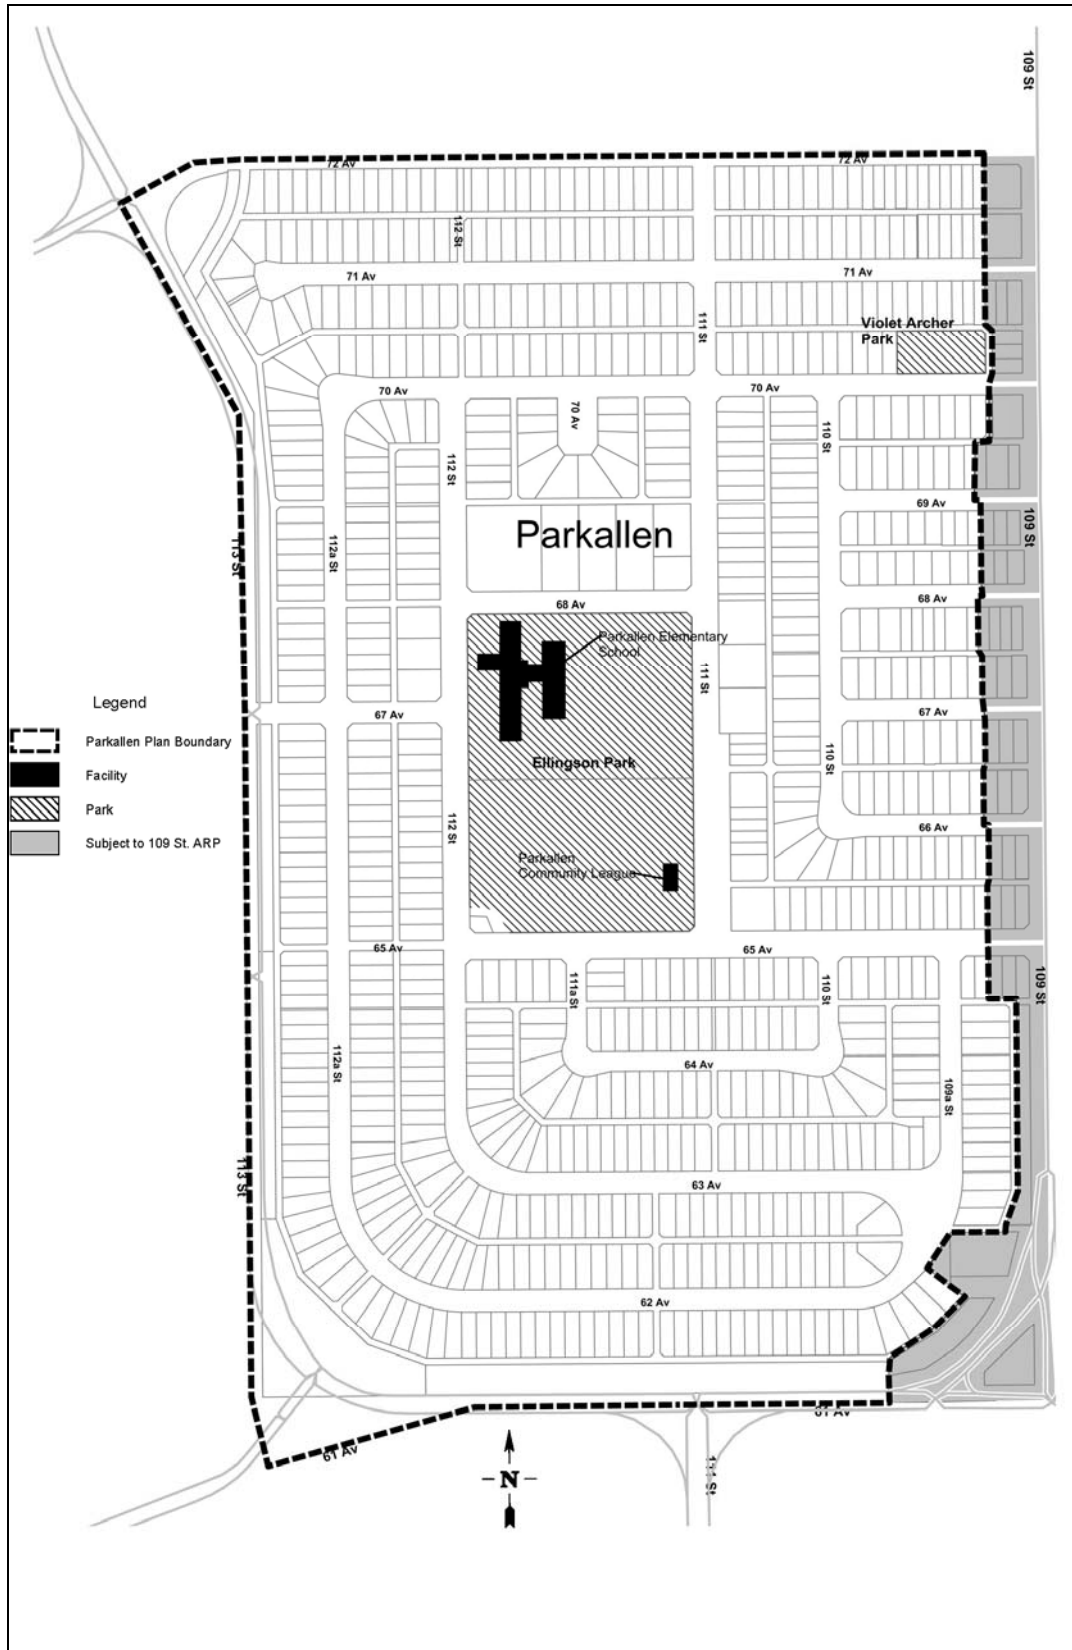 109 St
72 Av
72 Av
112 St
71 Av
71 Av
111 St
Violet Archer
Park
70 Av
70 Av
70 Av
110 St
112 St
69 Av
Parkallen
109 St
112a St
113 St
68 Av
68 Av
Parkallen Elementary
School
111 St
Legend
67 Av
67 Av
Parkallen Plan Boundary
110 St
Ellingson Park
Facility
Park
112 St
66 Av
Subject to 109 St. ARP
Parkallen
Community League
65 Av
65 Av
111a St
110 St
109 St
112a St
64 Av
109a St
113 St
63 Av
62 Av
61 Av
61 Av
111 St
N